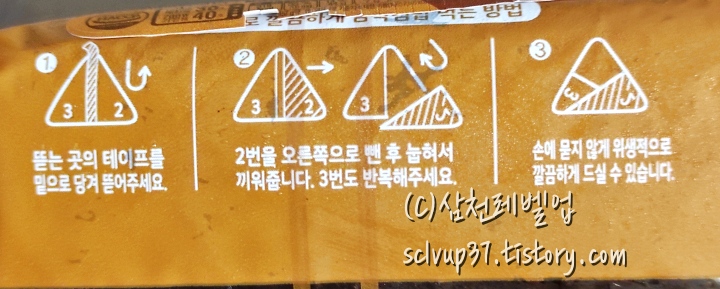 로 깔끔하게 삼각김밥 먹는 방법
1
3 2
뜯는 곳의 테이프를
밑으로 당겨 뜯어주세요.
2
3 2
3
2번을 오른쪽으로 뺀 후 눕혀서
끼워줍니다. 3번도 반복해주세요.
3
3 2
손에 묻지 않게 위생적으로
깔끔하게 드실 수 있습니다.
(C)삼천레벨업
sclvup37.tistory.com